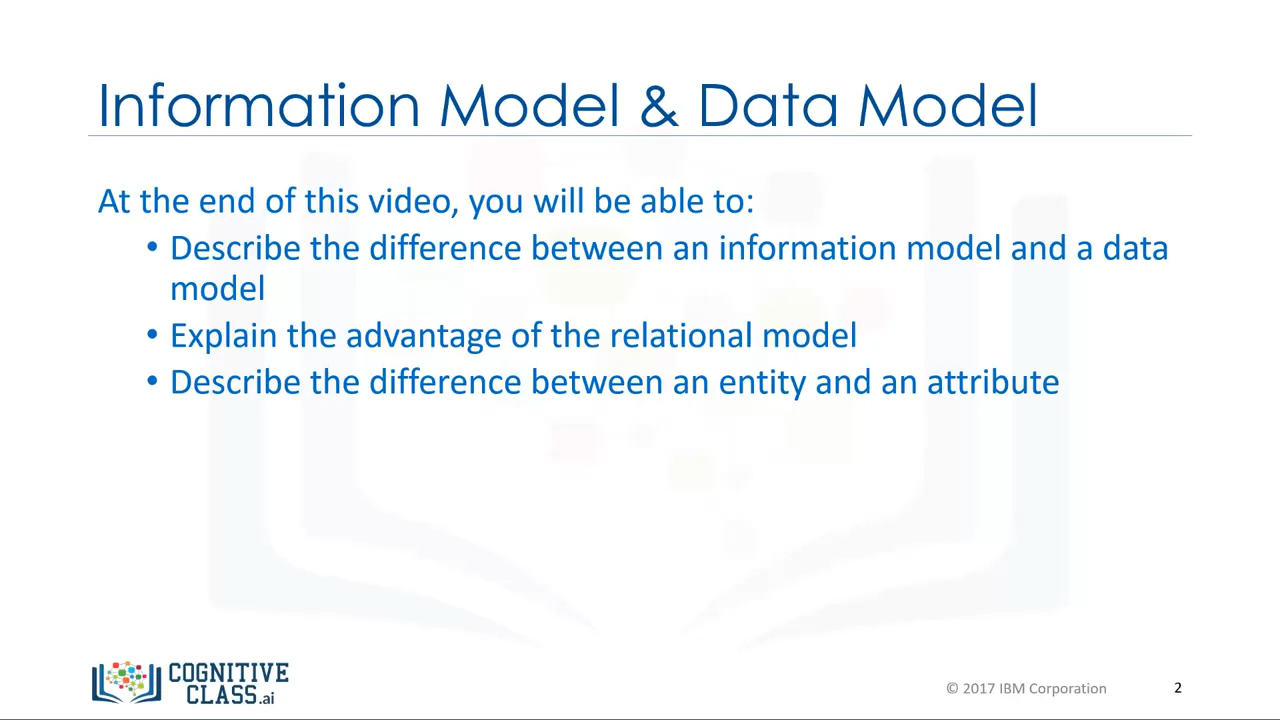 Information Model & Data Model
At the end of this video, you will be able to:
• Describe the difference between an information model and a data
model
• Explain the advantage of the relational model
• Describe the difference between an entity and an attribute
COGNITIVE
CLASS.ai
© 2017 IBM Corporation
2